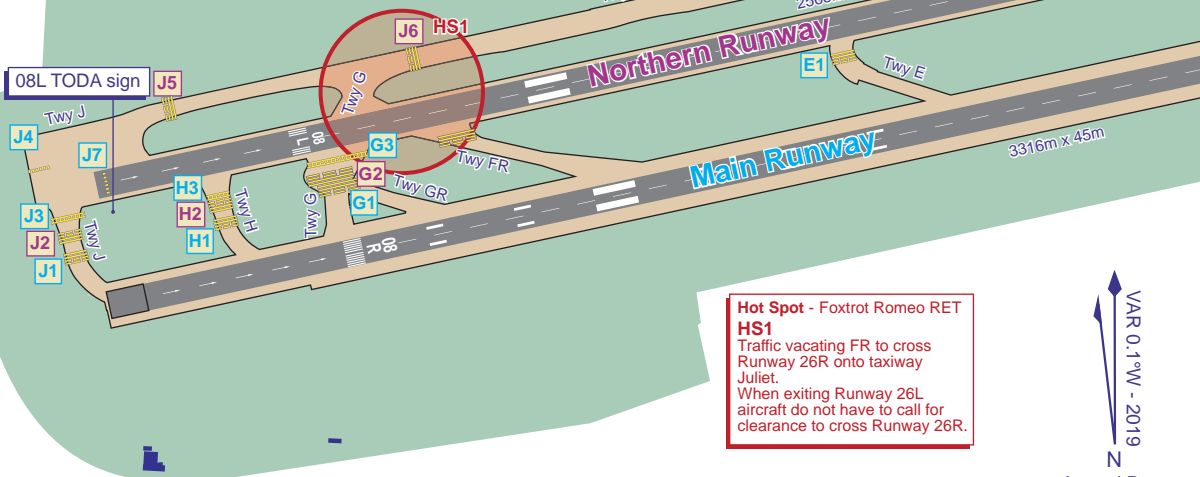 J6
HS1
2565
Northern Runway
E1
Twy E
08L TODA sign
J5
Twy G
Twy J
J4
08
L
G3
Twy FR
3316m x 45m
Main Runway
J7
G2
Twy GR
H3
H2
H1
Twy H
Twy G
G1
J3
J2
J1
Twy J
08
R
Hot Spot - Foxtrot Romeo RET
HS1
Traffic vacating FR to cross
Runway 26R onto taxiway
Juliet.
When exiting Runway 26L
aircraft do not have to call for
clearance to cross Runway 26R.
VAR 0.1°W - 2019
N